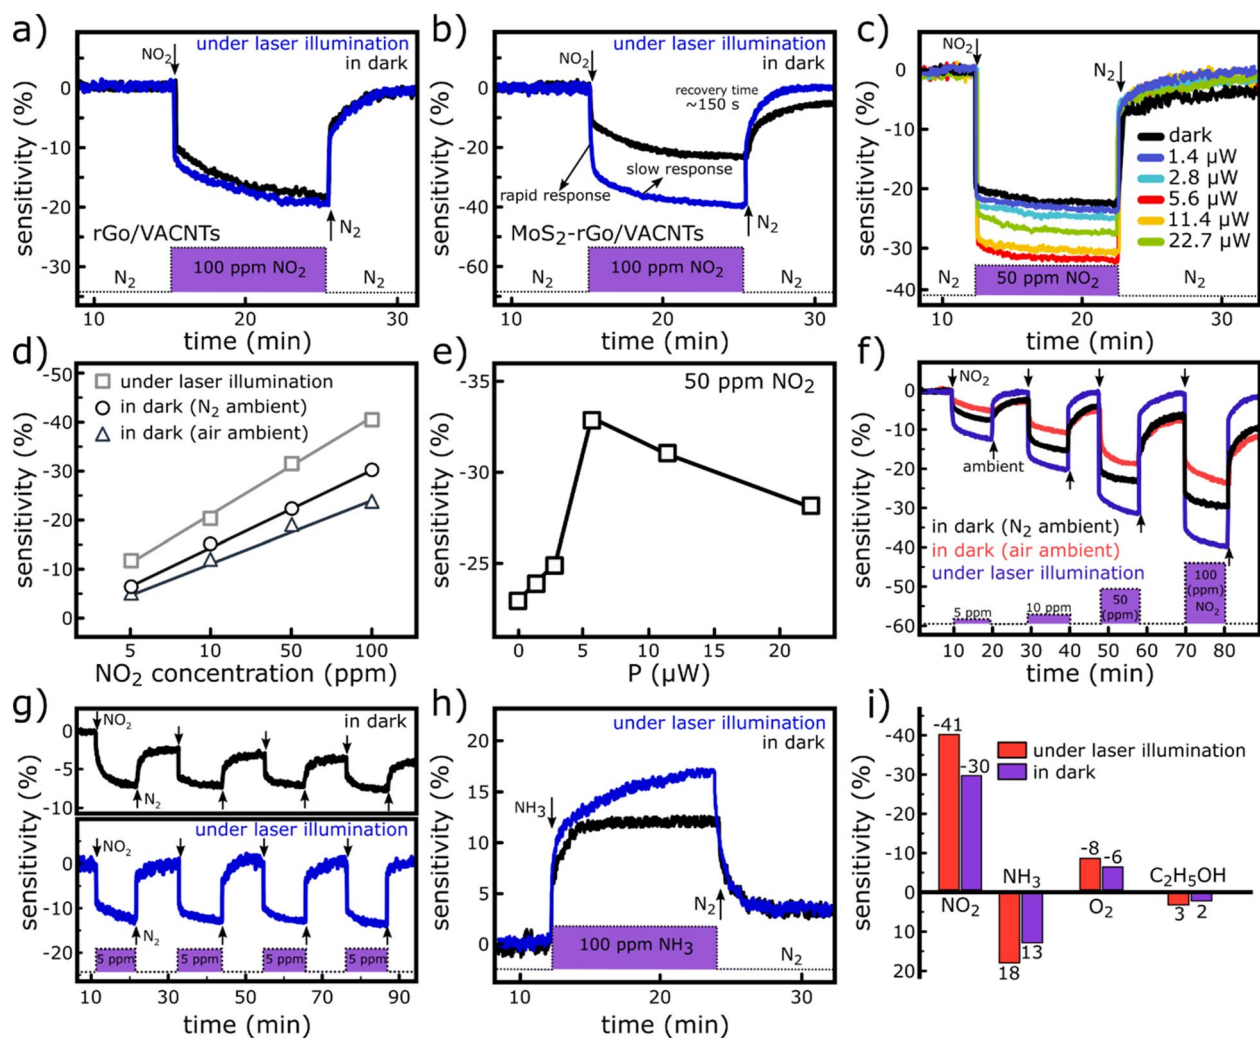 a)
under laser illumination
in dark
NO2
N2
rGo/VACNTs
100 ppm NO2
N2
N2
sensitivity (%)
0
-10
-20
-30
10
20
30
time (min)
b)
under laser illumination
in dark
NO2
recovery time
~150 s
slow response
rapid response
N2
MoS2-rGo/VACNTs
100 ppm NO2
N2
N2
sensitivity (%)
0
-20
-40
-60
10
20
30
time (min)
c)
NO2
N2
dark
1.4 µW
2.8 µW
5.6 µW
11.4 µW
22.7 µW
50 ppm NO2
N2
N2
sensitivity (%)
0
-10
-20
-30
-40
10
20
30
time (min)
d)
under laser illumination
in dark (N2 ambient)
in dark (air ambient)
sensitivity (%)
-50
-40
-30
-20
-10
0
5
10
50
100
NO2 concentration (ppm)
e)
50 ppm NO2
sensitivity (%)
-35
-30
-25
0
5
10
15
20
P (µW)
f)
NO2
ambient
in dark (N2 ambient)
in dark (air ambient)
under laser illumination
5 ppm
10 ppm
50
(ppm)
100
(ppm)
NO2
sensitivity (%)
0
-10
-20
-30
-40
-50
-60
10
20
30
40
50
60
70
80
time (min)
g)
in dark
NO2
N2
0
-5
-10
under laser illumination
NO2
N2
5 ppm
5 ppm
5 ppm
5 ppm
sensitivity (%)
0
-10
-20
10
30
50
70
90
time (min)
h)
under laser illumination
in dark
NH3
N2
100 ppm NH3
N2
sensitivity (%)
20
15
10
5
0
10
20
30
time (min)
i)
-41
-30
under laser illumination
in dark
-8
-6
NH3
C2H5OH
NO2
O2
18
13
3
2
sensitivity (%)
-40
-30
-20
-10
0
10
20